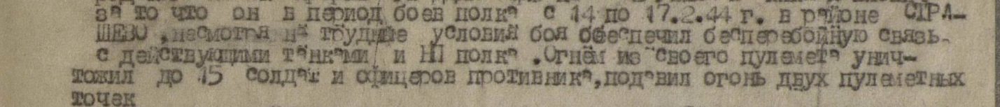 за то что он в период боев полка с 14 по 17.2.44 г. в районе СТРА-
ШЕВО ,несмотря на трудные условия боя обеспечил бесперебойную связь
с действующими танками и НП полка .Огнём из своего пулемета унич-
тожил до 15 солдат и офицеров противника,подавил огонь двух пулеметных
точек